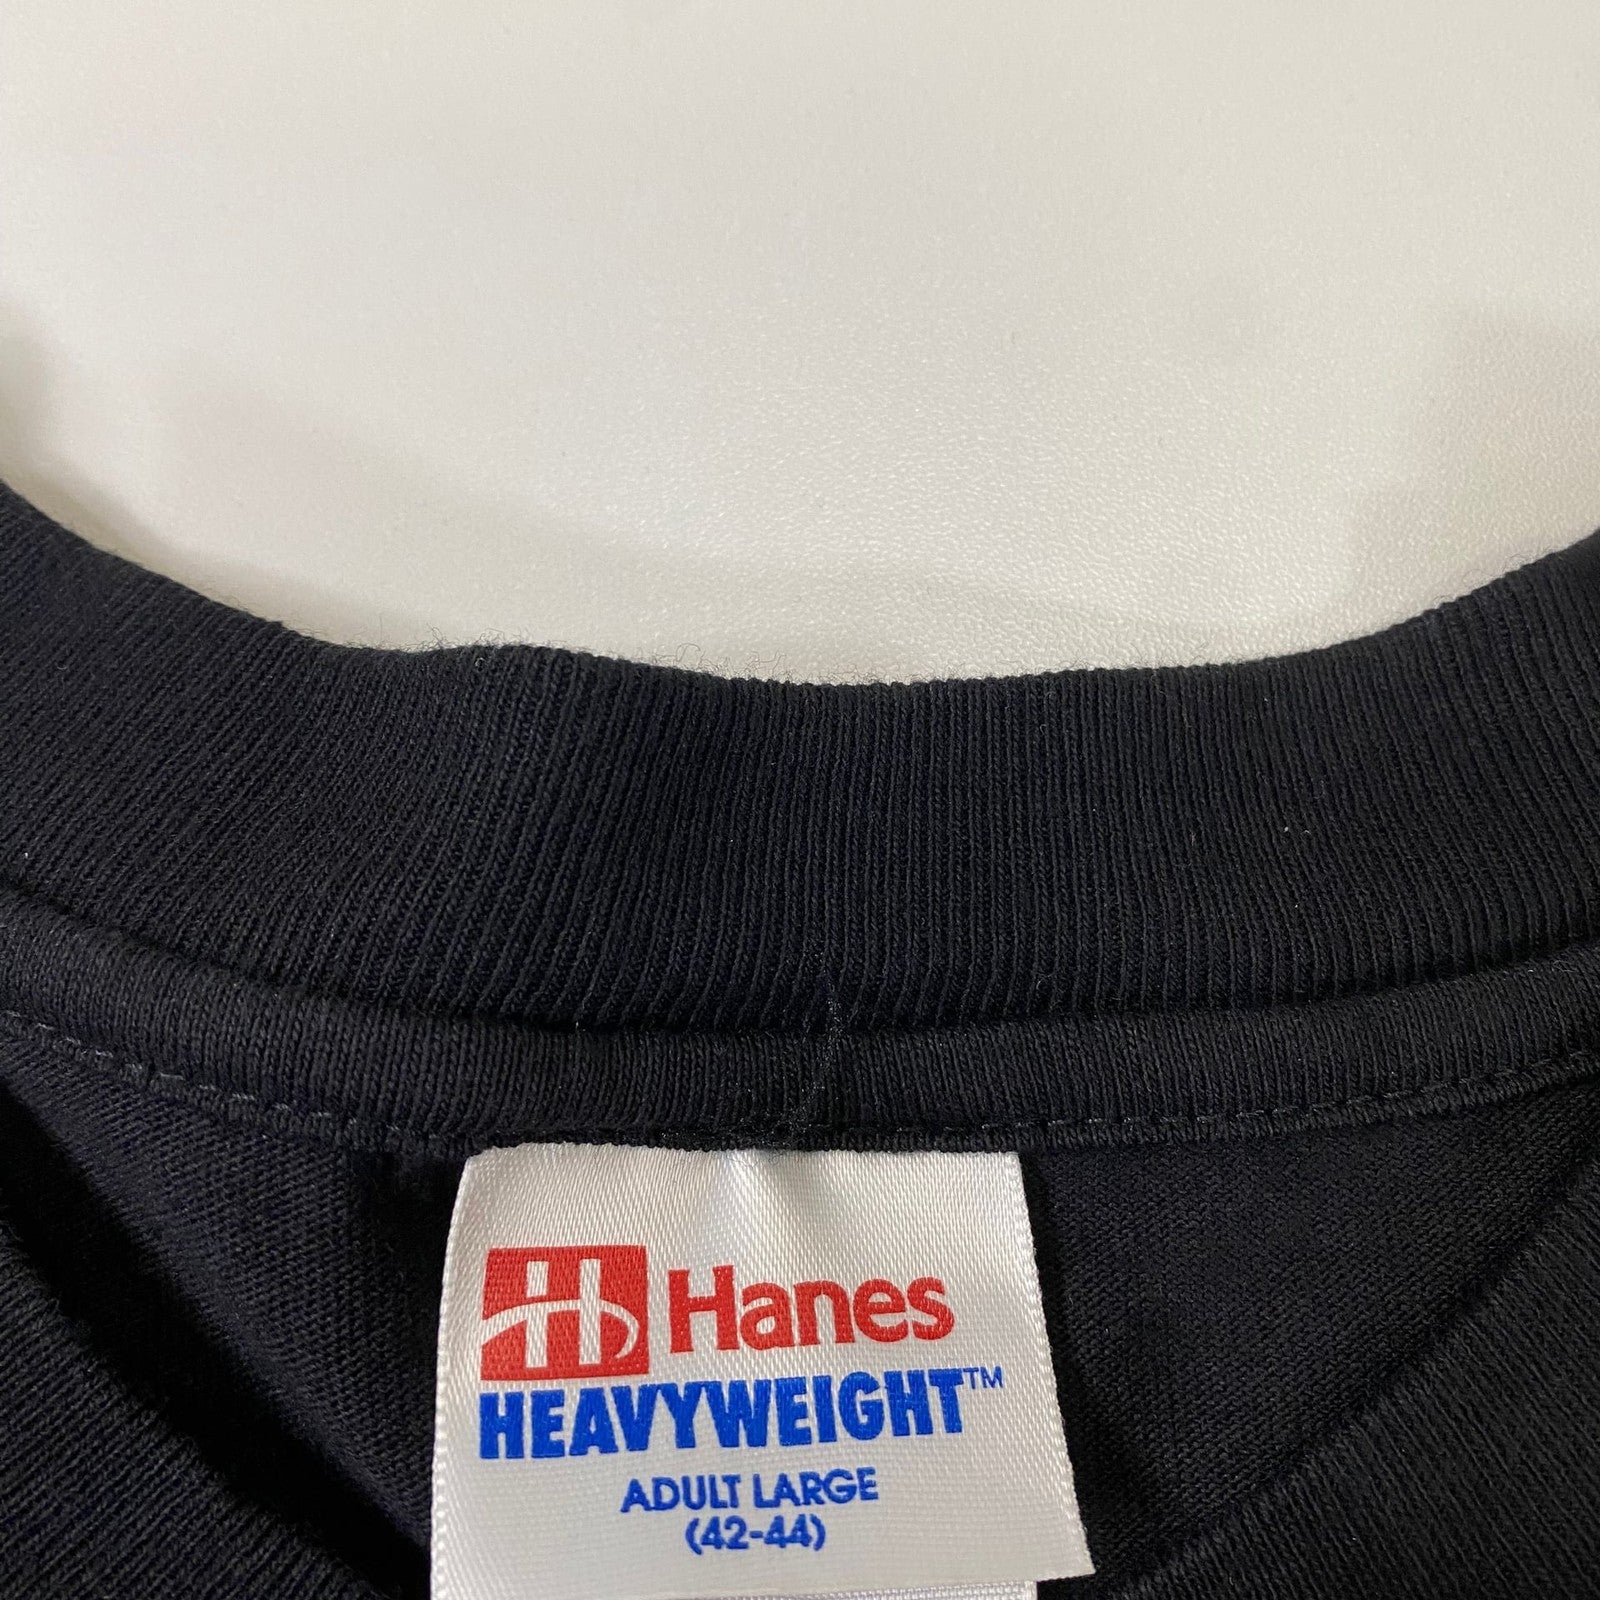 H Hanes
HEAVYWEIGHT™
ADULT LARGE
(42-44)